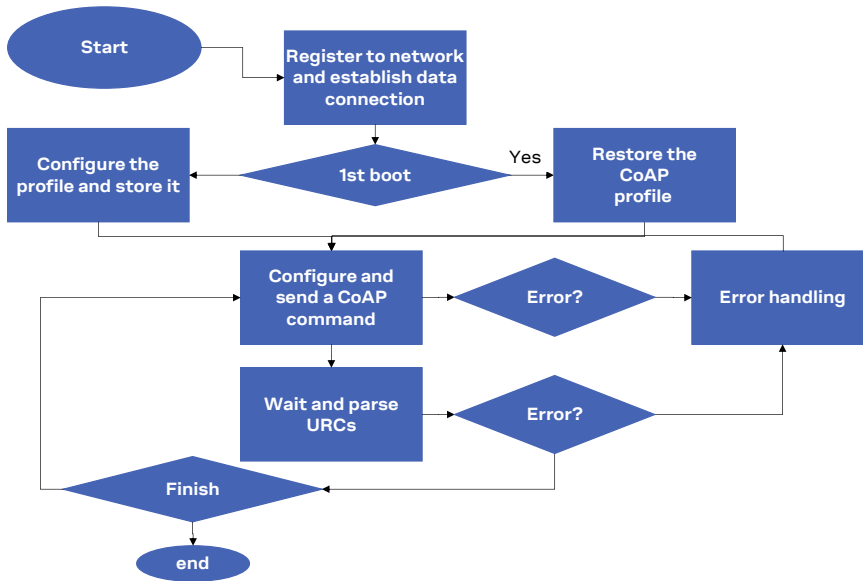 Start
Register to network
and establish data
connection
Configure the
profile and store it
1st boot
Yes
Restore the
CoAP
profile
Configure and
send a CoAP
command
Error?
Error handling
Wait and parse
URCs
Error?
Finish
end